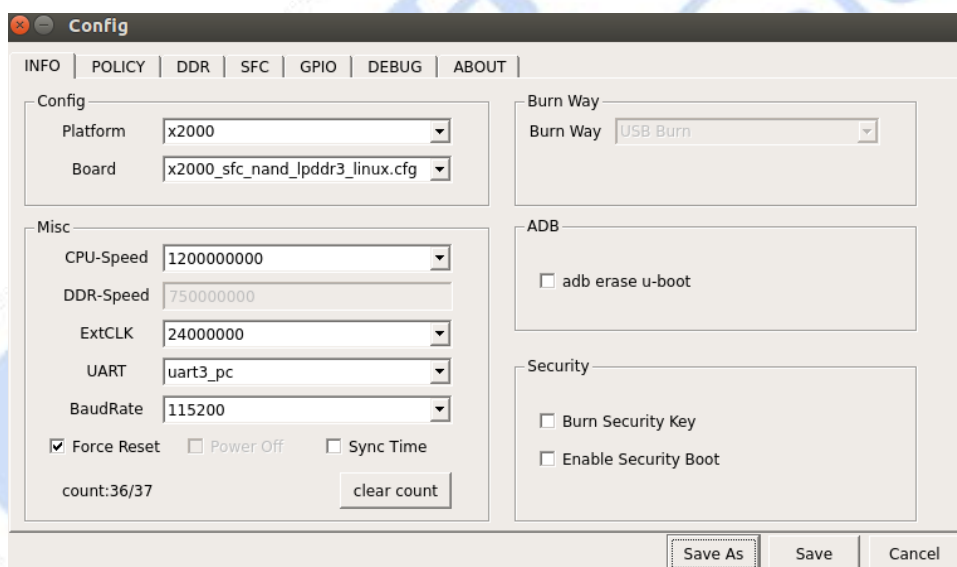 Config
INFO POLICY DDR SFC GPIO DEBUG ABOUT
Config
Platform x2000
Board x2000_sfc_nand_lpddr3_linux.cfg
Burn Way
Burn Way USB Burn
Misc
CPU-Speed 1200000000
DDR-Speed 750000000
ExtCLK 24000000
UART uart3_pc
BaudRate 115200
Force Reset Power Off Sync Time
count:36/37 clear count
ADB
adb erase u-boot
Security
Burn Security Key
Enable Security Boot
Save As Save Cancel